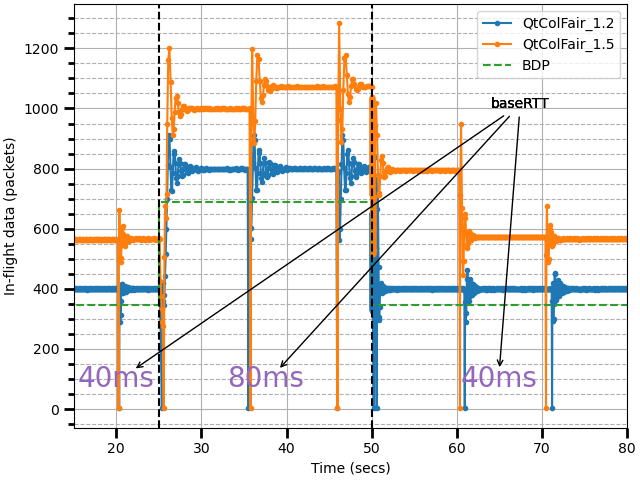 QtColFair_1.2
QtColFair_1.5
BDP
baseRTT
1200
1000
800
600
400
200
0
In-flight data (packets)
40ms 80ms 40ms
20 30 40 50 60 70 80
Time (secs)